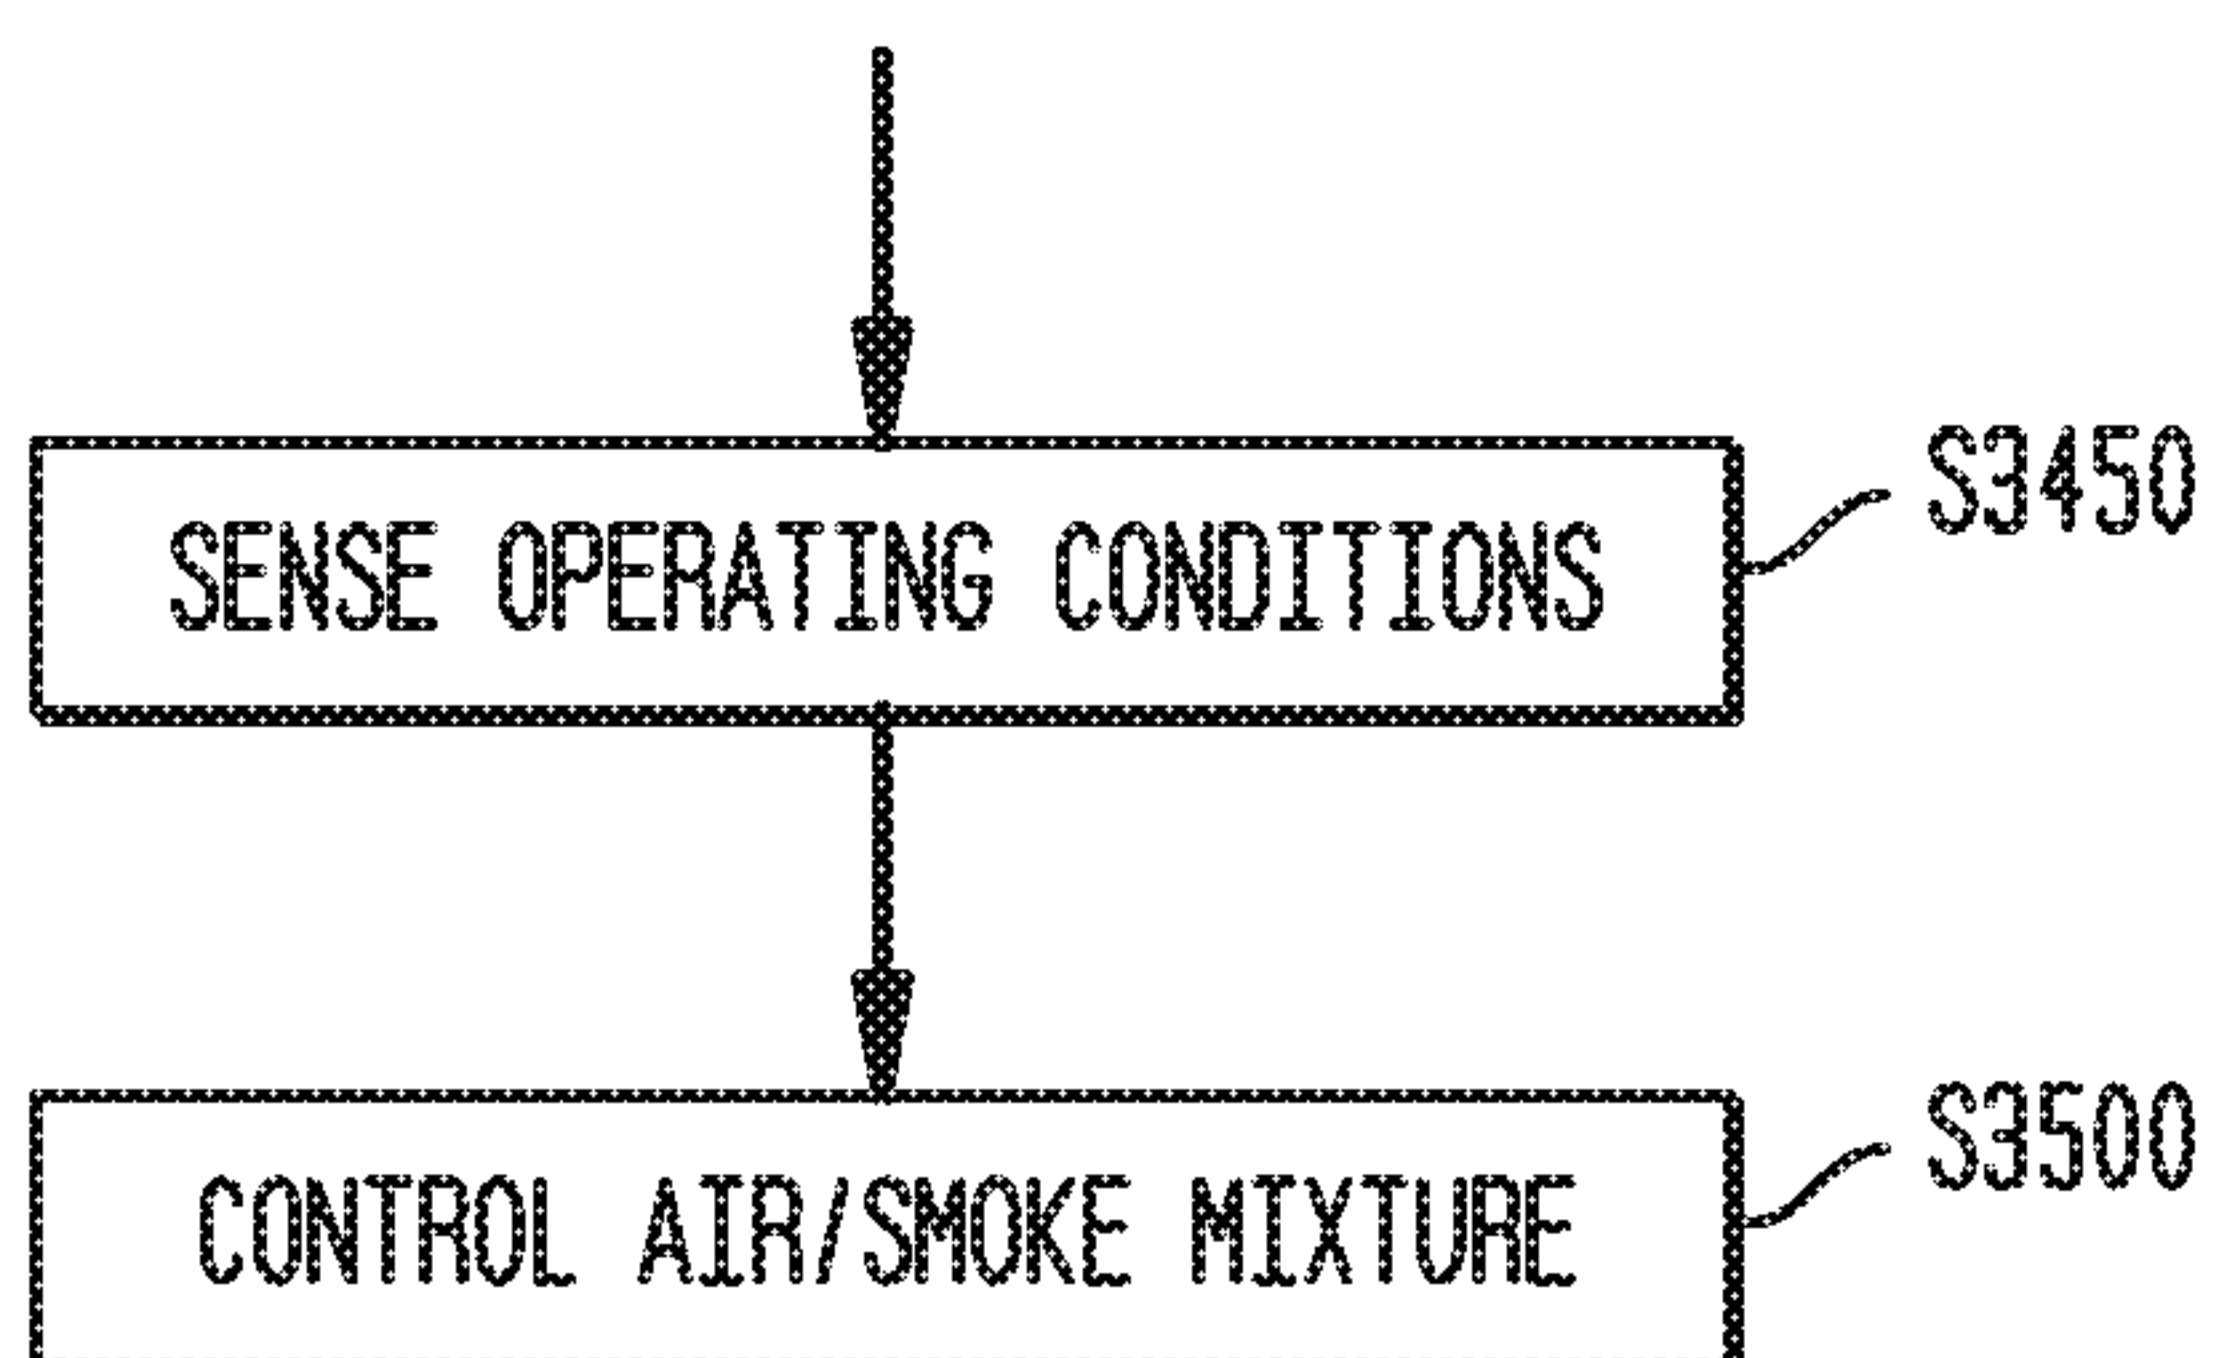 S3450
SENSE OPERATING CONDITIONS
S3500
CONTROL AIR/SMOKE MIXTURE